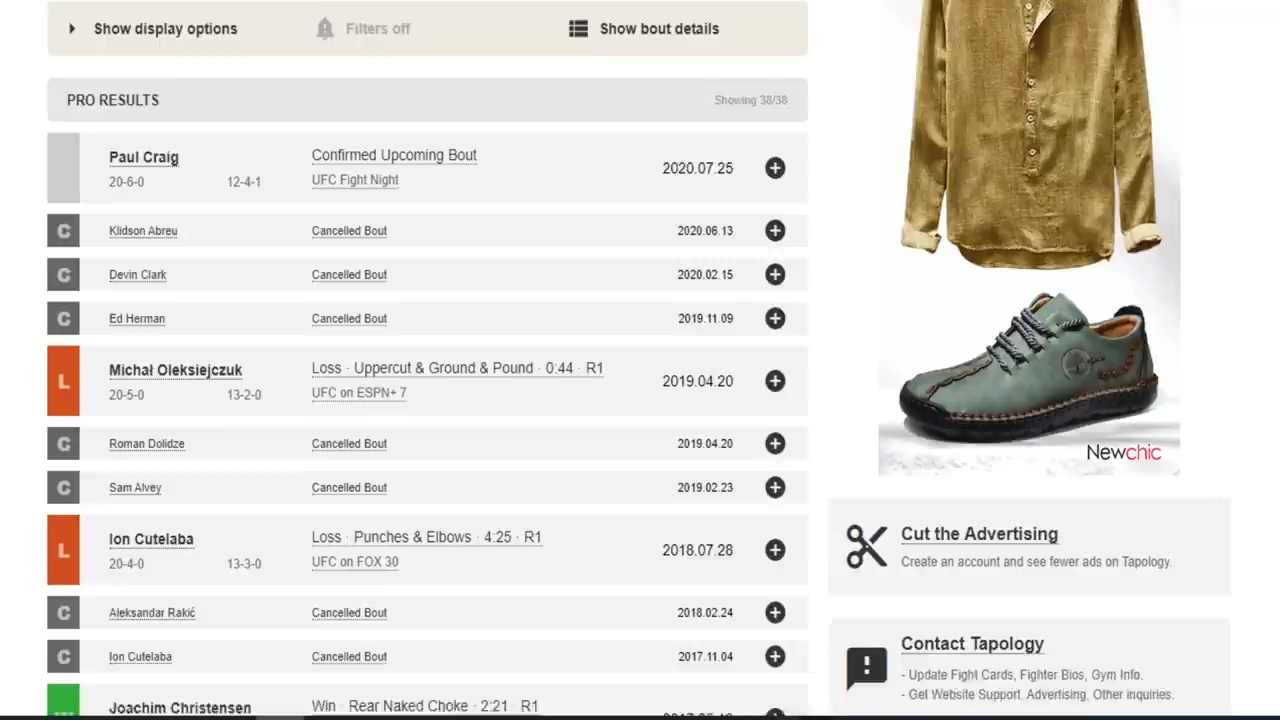 Show display options
Filters off
Show bout details
PRO RESULTS
Showing 38/38
Paul Craig
Confirmed Upcoming Bout
2020.07.25
20-6-0
12-4-1
UFC Fight Night
C
Klidson Abreu
Cancelled Bout
2020.06.13
C
Devin Clark
Cancelled Bout
2020.02.15
C
Ed Herman
Cancelled Bout
2019.11.09
L
Michał Oleksiejczuk
Loss · Uppercut & Ground & Pound · 0:44 · R1
2019.04.20
20-5-0
13-2-0
UFC on ESPN+ 7
C
Roman Dolidze
Cancelled Bout
2019.04.20
C
Sam Alvey
Cancelled Bout
2019.02.23
L
Ion Cutelaba
Loss · Punches & Elbows · 4:25 · R1
2018.07.28
20-4-0
13-3-0
UFC on FOX 30
C
Aleksandar Rakić
Cancelled Bout
2018.02.24
C
Ion Cutelaba
Cancelled Bout
2017.11.04
Joachim Christensen
Win · Rear Naked Choke · 2:21 · R1
Newchic
Cut the Advertising
Create an account and see fewer ads on Tapology.
Contact Tapology
- Update Fight Cards, Fighter Bios, Gym Info.
- Get Website Support, Advertising, Other inquiries.